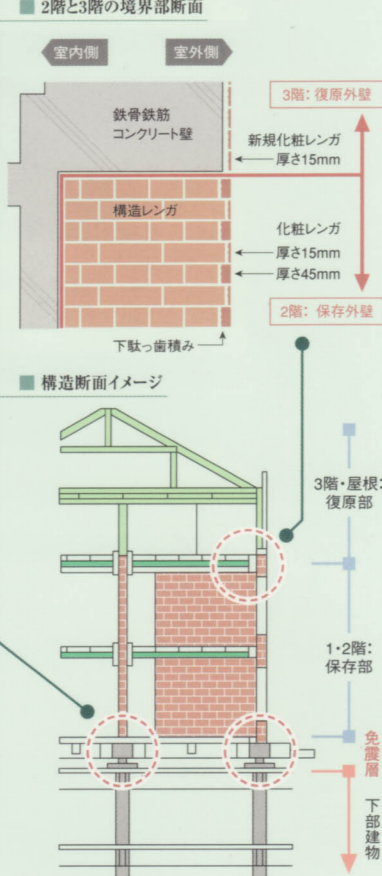 ■ 2階と3階の境界部断面
室内側
室外側
3階：復原外壁
鉄骨鉄筋
コンクリート壁
新規化粧レンガ
厚さ15mm
構造レンガ
化粧レンガ
厚さ15mm
厚さ45mm
2階：保存外壁
下駄っ歯積み
■ 構造断面イメージ
3階・屋根：
復原部
1・2階：
保存部
免震層
下部建物